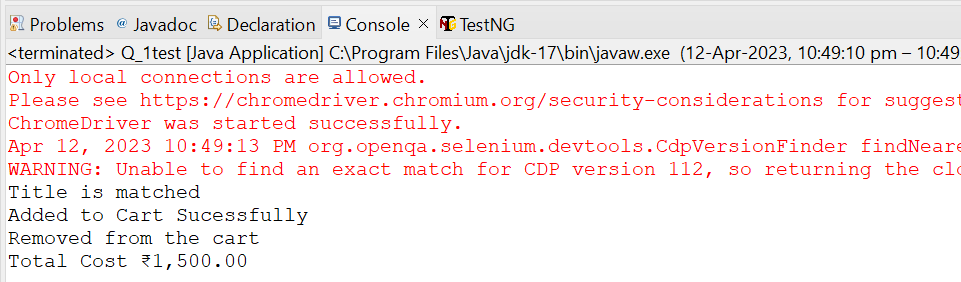 Problems @ Javadoc Declaration Console × TestNG
<terminated> Q_1test [Java Application] C:\Program Files\Java\jdk-17\bin\javaw.exe (12-Apr-2023, 10:49:10 pm – 10:49
Only local connections are allowed.
Please see https://chromedriver.chromium.org/security-considerations for suggest
ChromeDriver was started successfully.
Apr 12, 2023 10:49:13 PM org.openqa.selenium.devtools.CdpVersionFinder findNeare
WARNING: Unable to find an exact match for CDP version 112, so returning the clo
Title is matched
Added to Cart Sucessfully
Removed from the cart
Total Cost ₹1,500.00